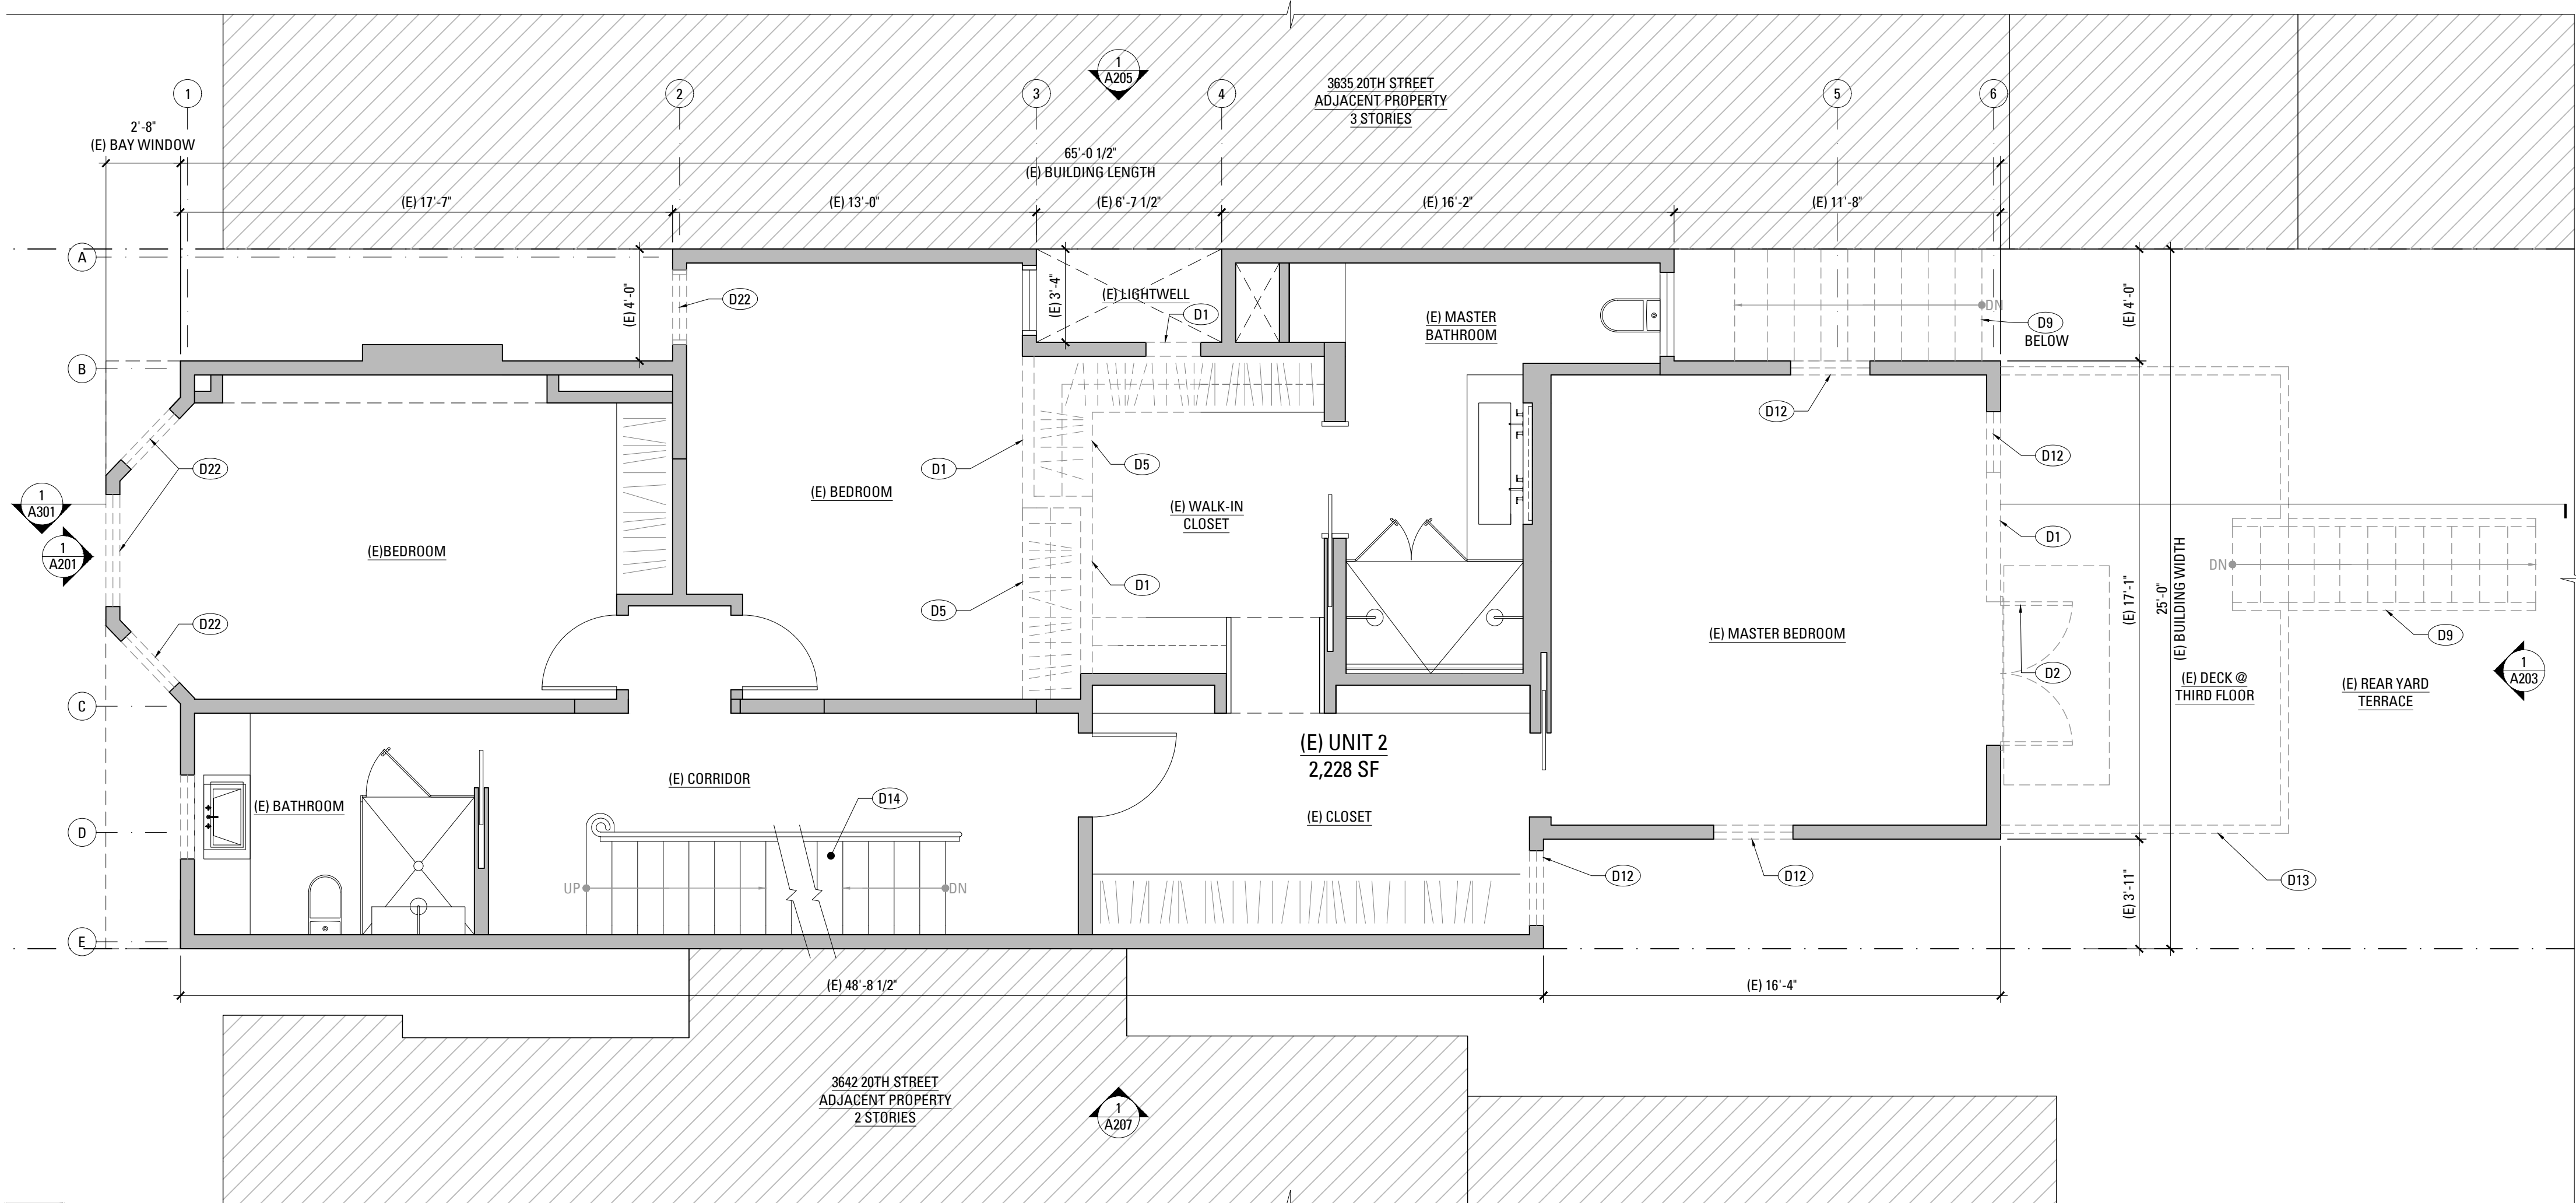 1
A205
3635 20TH STREET
ADJACENT PROPERTY
3 STORIES
1
2
3
4
5
6
2'-8"
(E) BAY WINDOW
65'-0 1/2"
(E) BUILDING LENGTH
(E) 17'-7"
(E) 13'-0"
(E) 6'-7 1/2"
(E) 16'-2"
(E) 11'-8"
A
B
C
D
E
(E) 4'-0"
D22
(E) 3'-4"
(E) LIGHTWELL
D1
(E) MASTER
BATHROOM
DN
D9
BELOW
(E) 4'-0"
D12
D22
D1
D5
D12
1
A301
(E) BEDROOM
(E) WALK-IN
CLOSET
D1
1
A201
(E)BEDROOM
DN
D1
D5
D22
(E) MASTER BEDROOM
(E) 17'-1"
25'-0"
(E) BUILDING WIDTH
D9
D2
(E) DECK @
THIRD FLOOR
(E) REAR YARD
TERRACE
1
A203
(E) UNIT 2
2,228 SF
(E) CORRIDOR
(E) BATHROOM
D14
(E) CLOSET
UP
DN
D12
D12
D13
(E) 3'-11"
(E) 48'-8 1/2"
(E) 16'-4"
3642 20TH STREET
ADJACENT PROPERTY
2 STORIES
1
A207